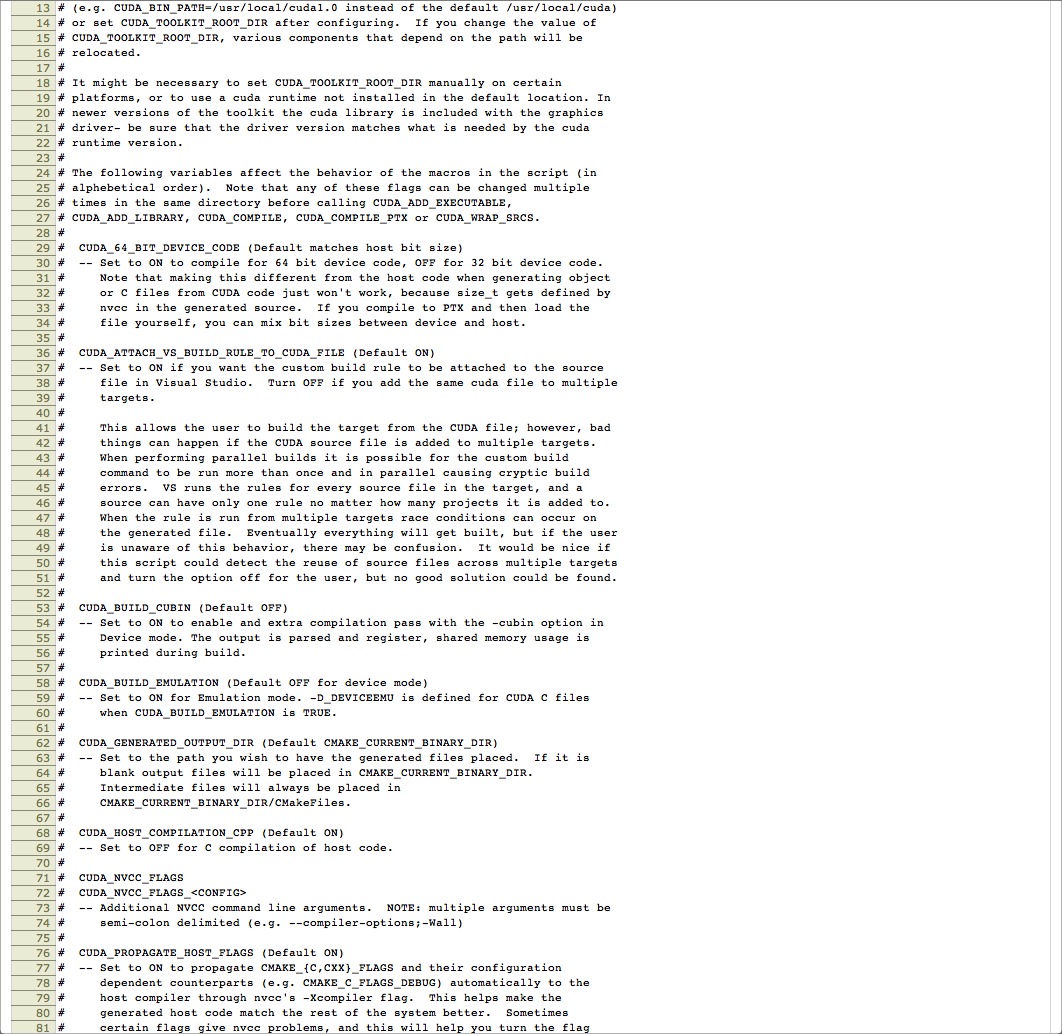 13 # (e.g. CUDA_BIN_PATH=/usr/local/cuda1.0 instead of the default /usr/local/cuda)
14 # or set CUDA_TOOLKIT_ROOT_DIR after configuring.  If you change the value of
15 # CUDA_TOOLKIT_ROOT_DIR, various components that depend on the path will be
16 # relocated.
17 #
18 # It might be necessary to set CUDA_TOOLKIT_ROOT_DIR manually on certain
19 # platforms, or to use a cuda runtime not installed in the default location. In
20 # newer versions of the toolkit the cuda library is included with the graphics
21 # driver- be sure that the driver version matches what is needed by the cuda
22 # runtime version.
23 #
24 # The following variables affect the behavior of the macros in the script (in
25 # alphebetical order).  Note that any of these flags can be changed multiple
26 # times in the same directory before calling CUDA_ADD_EXECUTABLE,
27 # CUDA_ADD_LIBRARY, CUDA_COMPILE, CUDA_COMPILE_PTX or CUDA_WRAP_SRCS.
28 #
29 #  CUDA_64_BIT_DEVICE_CODE (Default matches host bit size)
30 #  -- Set to ON to compile for 64 bit device code, OFF for 32 bit device code.
31 #     Note that making this different from the host code when generating object
32 #     or C files from CUDA code just won't work, because size_t gets defined by
33 #     nvcc in the generated source.  If you compile to PTX and then load the
34 #     file yourself, you can mix bit sizes between device and host.
35 #
36 #  CUDA_ATTACH_VS_BUILD_RULE_TO_CUDA_FILE (Default ON)
37 #  -- Set to ON if you want the custom build rule to be attached to the source
38 #     file in Visual Studio.  Turn OFF if you add the same cuda file to multiple
39 #     targets.
40 #
41 #     This allows the user to build the target from the CUDA file; however, bad
42 #     things can happen if the CUDA source file is added to multiple targets.
43 #     When performing parallel builds it is possible for the custom build
44 #     command to be run more than once and in parallel causing cryptic build
45 #     errors.  VS runs the rules for every source file in the target, and a
46 #     source can have only one rule no matter how many projects it is added to.
47 #     When the rule is run from multiple targets race conditions can occur on
48 #     the generated file.  Eventually everything will get built, but if the user
49 #     is unaware of this behavior, there may be confusion.  It would be nice if
50 #     this script could detect the reuse of source files across multiple targets
51 #     and turn the option off for the user, but no good solution could be found.
52 #
53 #  CUDA_BUILD_CUBIN (Default OFF)
54 #  -- Set to ON to enable and extra compilation pass with the -cubin option in
55 #     Device mode. The output is parsed and register, shared memory usage is
56 #     printed during build.
57 #
58 #  CUDA_BUILD_EMULATION (Default OFF for device mode)
59 #  -- Set to ON for Emulation mode. -D_DEVICEEMU is defined for CUDA C files
60 #     when CUDA_BUILD_EMULATION is TRUE.
61 #
62 #  CUDA_GENERATED_OUTPUT_DIR (Default CMAKE_CURRENT_BINARY_DIR)
63 #  -- Set to the path you wish to have the generated files placed.  If it is
64 #     blank output files will be placed in CMAKE_CURRENT_BINARY_DIR.
65 #     Intermediate files will always be placed in
66 #     CMAKE_CURRENT_BINARY_DIR/CMakeFiles.
67 #
68 #  CUDA_HOST_COMPILATION_CPP (Default ON)
69 #  -- Set to OFF for C compilation of host code.
70 #
71 #  CUDA_NVCC_FLAGS
72 #  CUDA_NVCC_FLAGS_<CONFIG>
73 #  -- Additional NVCC command line arguments.  NOTE: multiple arguments must be
74 #     semi-colon delimited (e.g. --compiler-options;-Wall)
75 #
76 #  CUDA_PROPAGATE_HOST_FLAGS (Default ON)
77 #  -- Set to ON to propagate CMAKE_{C,CXX}_FLAGS and their configuration
78 #     dependent counterparts (e.g. CMAKE_C_FLAGS_DEBUG) automatically to the
79 #     host compiler through nvcc's -Xcompiler flag.  This helps make the
80 #     generated host code match the rest of the system better.  Sometimes
81 #     certain flags give nvcc problems, and this will help you turn the flag